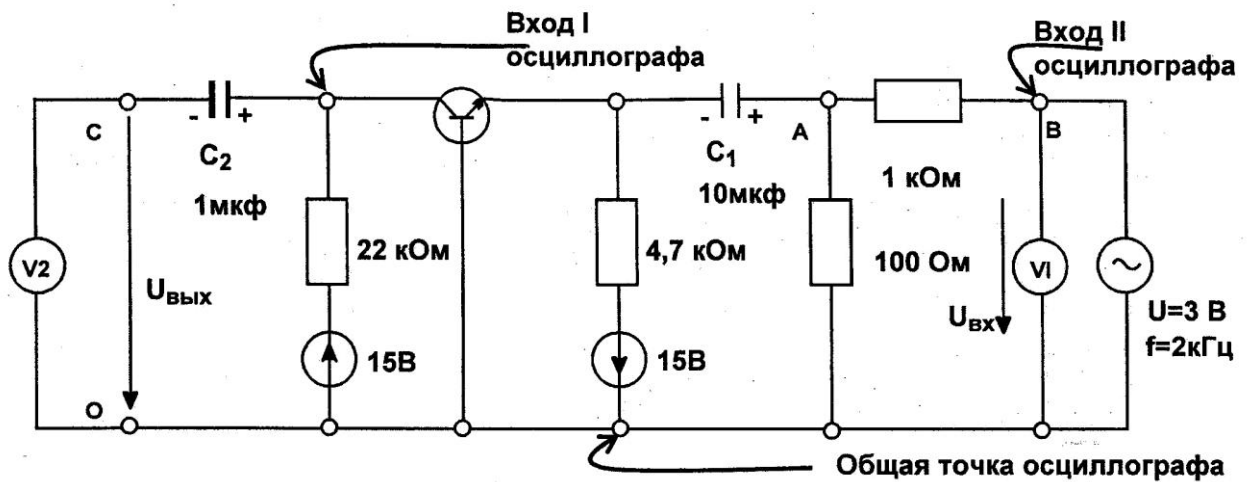 Вход I
осциллографа
Вход II
осциллографа
C
- +
C₂
1мкф
- +
C₁
10мкф
A
1 кОм
B
V2
Uвых
22 кОм
4,7 кОм
100 Ом
Uвх
VI
U=3 В
f=2кГц
15В
15В
O
Общая точка осциллографа